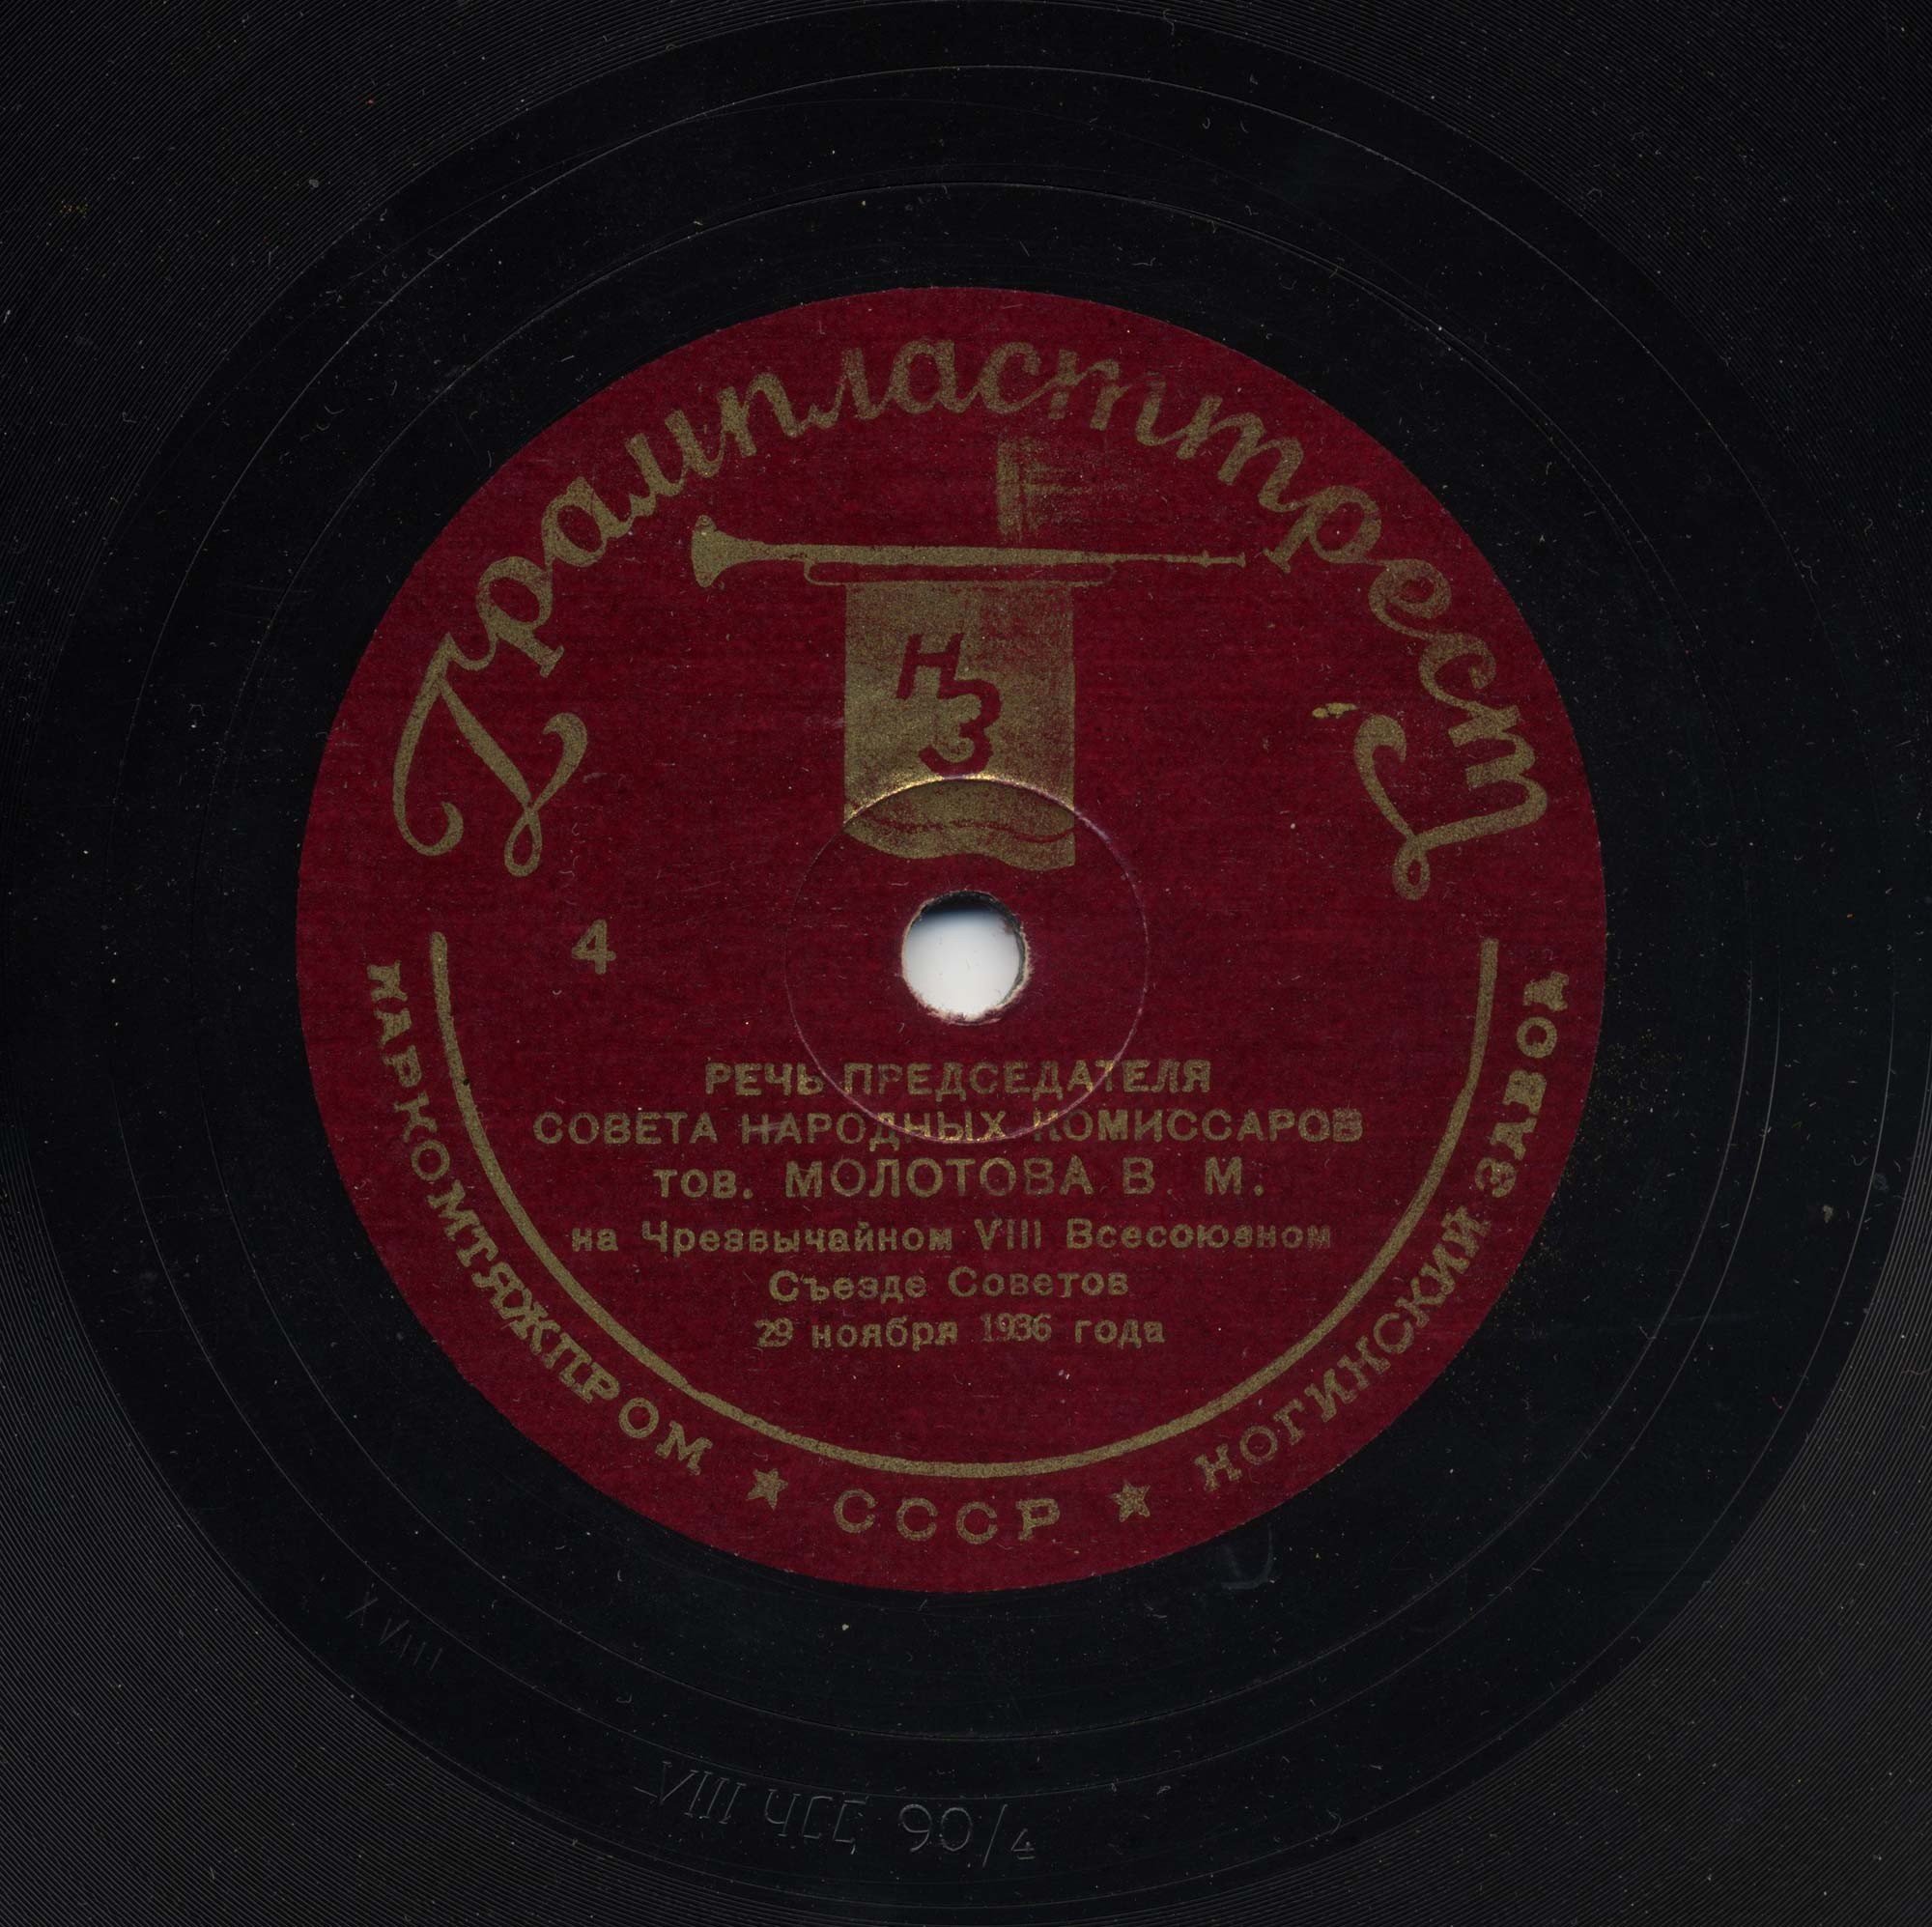 Грампласттрест
НЗ
4
РЕЧЬ ПРЕДСЕДАТЕЛЯ
СОВЕТА НАРОДНЫХ КОМИССАРОВ
тов. МОЛОТОВА В. М.
на Чрезвычайном VIII Всесоюзном
Съезде Советов
29 ноября 1936 года
НАРКОМТЯЖПРОМ ★ СССР ★ НОГИНСКИЙ ЗАВОД
XVIII
VIII ЧСС 90/4